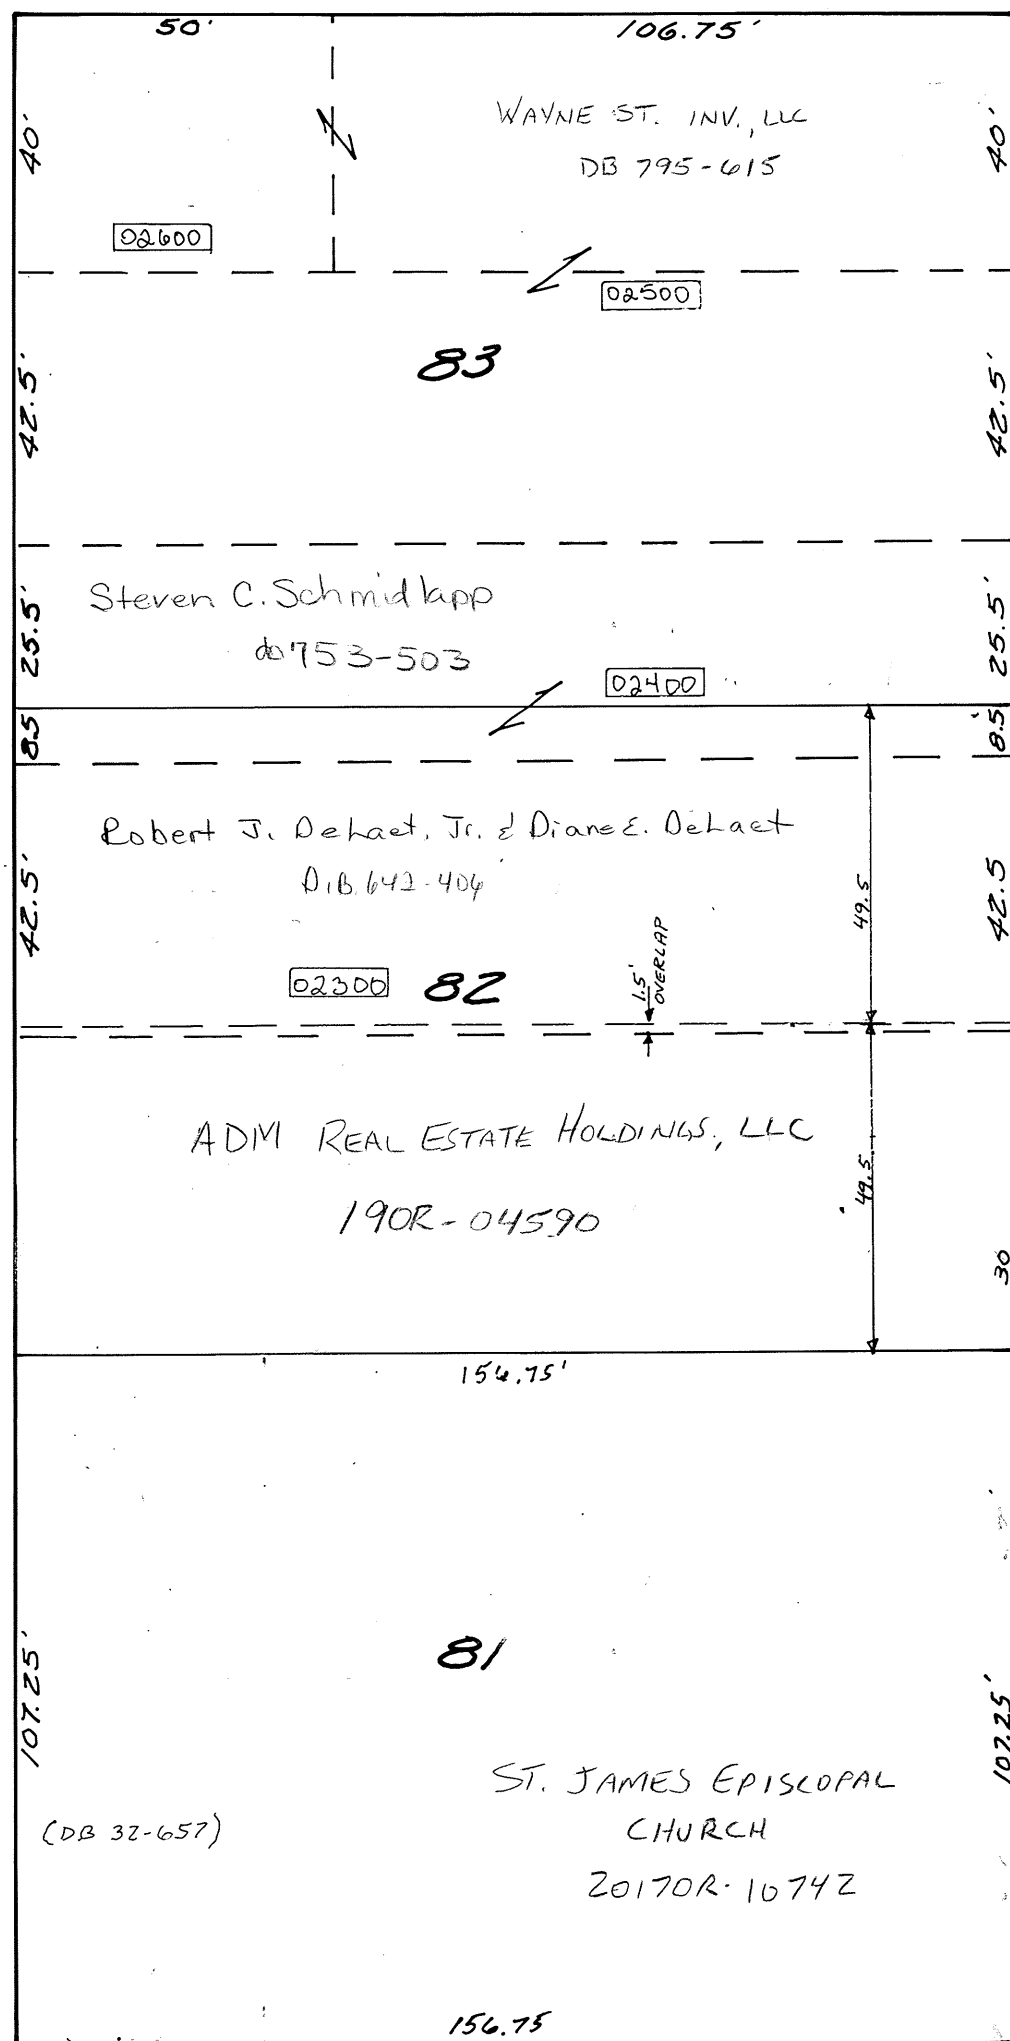 50'
106.75'
40'
WAYNE ST. INV., LLC
DB 795-615
40'
02600
02500
83
42.5'
42.5'
Steven C. Schmidlapp
db 753-503
25.5'
25.5'
02400
8.5
8.5'
Robert J. DeLaet, Jr. & Diane E. DeLaet
D.B. 642-406
42.5'
49.5
42.5
1.5'
OVERLAP
02300
82
ADM REAL ESTATE HOLDINGS, LLC
190R-04590
49.5
30
156.75'
81
107.25'
107.25'
ST. JAMES EPISCOPAL
CHURCH
20170R-10742
(DB 32-657)
156.75